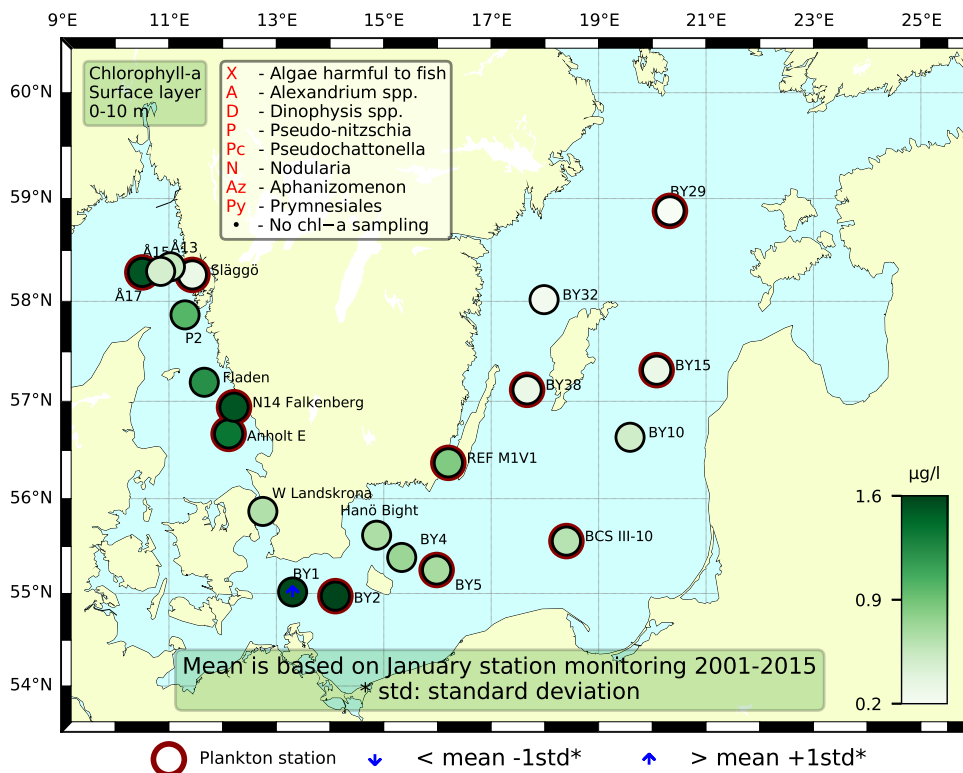 9°E 11°E 13°E 15°E 17°E 19°E 21°E 23°E 25°E
60°N
59°N
58°N
57°N
56°N
55°N
54°N
Chlorophyll-a
Surface layer
0-10 m
X - Algae harmful to fish
A - Alexandrium spp.
D - Dinophysis spp.
P - Pseudo-nitzschia
Pc - Pseudochattonella
N - Nodularia
Az - Aphanizomenon
Py - Prymnesiales
• - No chl−a sampling
BY29
Å15
Å13
Släggö
Å17
BY32
P2
BY15
Fladen
BY38
N14 Falkenberg
Anholt E
BY10
REF M1V1
W Landskrona
Hanö Bight
BY4
BCS III-10
BY1
BY5
BY2
µg/l
1.6
0.9
0.2
Mean is based on January station monitoring 2001-2015
* std: standard deviation
Plankton station
< mean -1std*
> mean +1std*